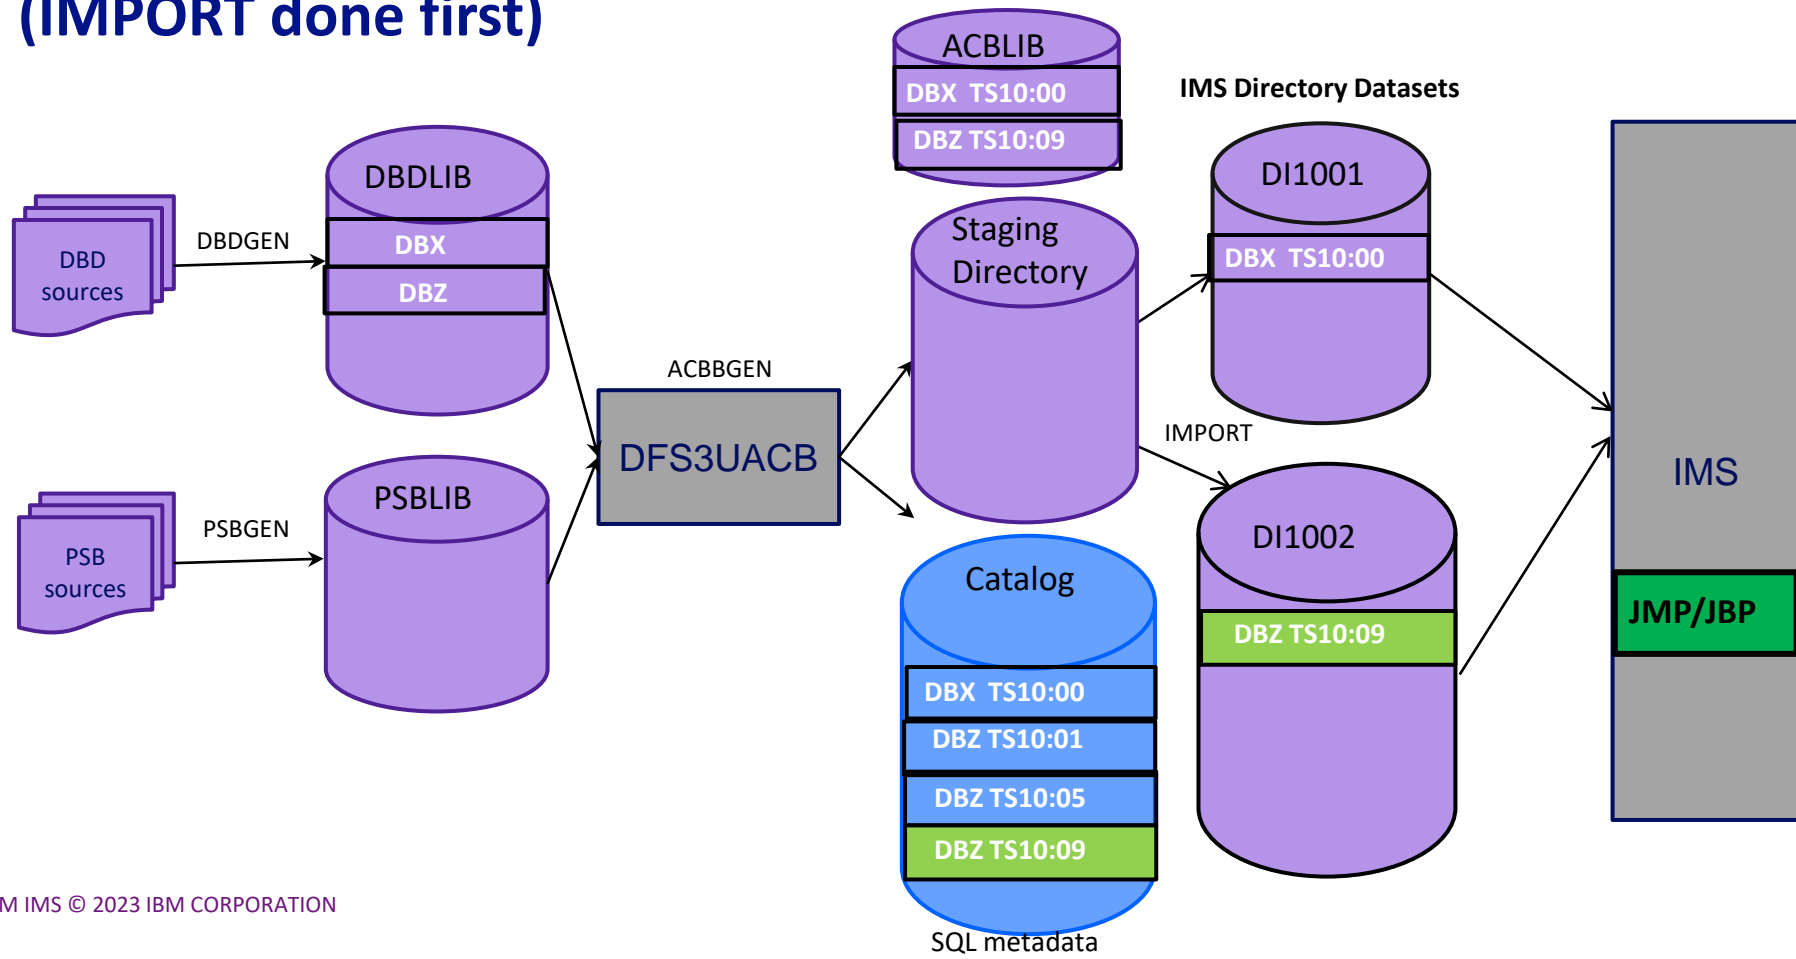 (IMPORT done first)
ACBLIB
DBX TS10:00
DBZ TS10:09
IMS Directory Datasets
DBD
sources
DBDGEN
DBDLIB
DBX
DBZ
Staging
Directory
DI1001
DBX TS10:00
ACBBGEN
DFS3UACB
IMPORT
PSB
sources
PSBGEN
PSBLIB
Catalog
DBX TS10:00
DBZ TS10:01
DBZ TS10:05
DBZ TS10:09
SQL metadata
DI1002
DBZ TS10:09
IMS
JMP/JBP
M IMS © 2023 IBM CORPORATION